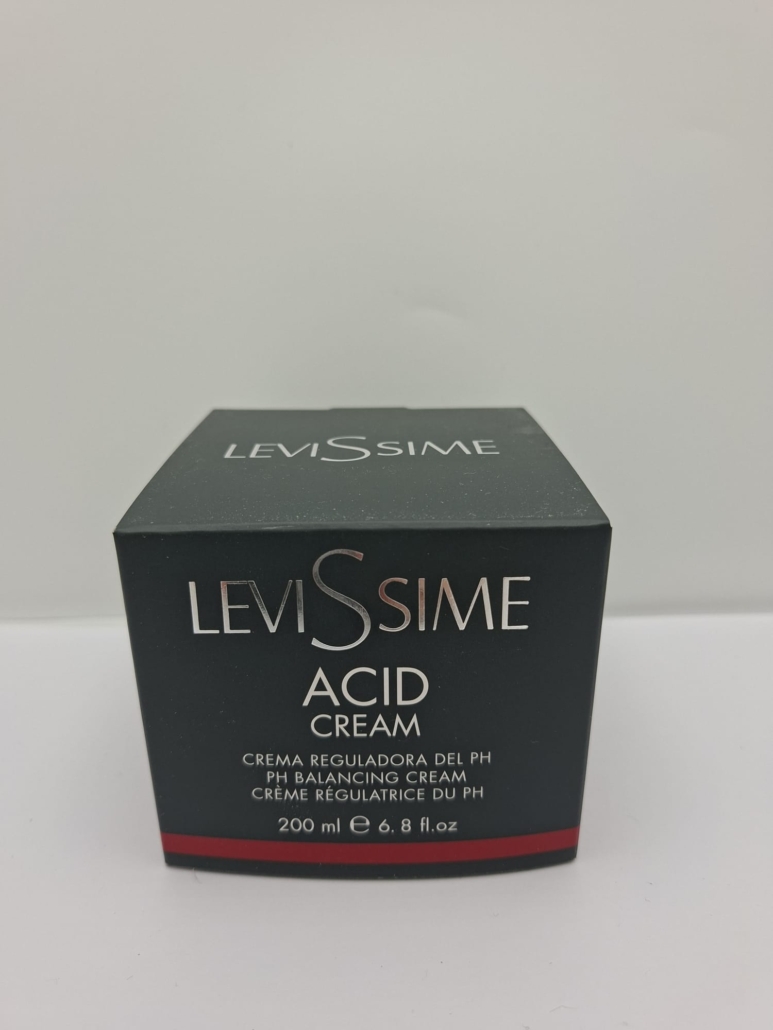 LEVISSIME
LEVISSIME
ACID
CREAM
CREMA REGULADORA DEL PH
PH BALANCING CREAM
CRÈME RÉGULATRICE DU PH
200 ml ℮ 6.8 fl.oz